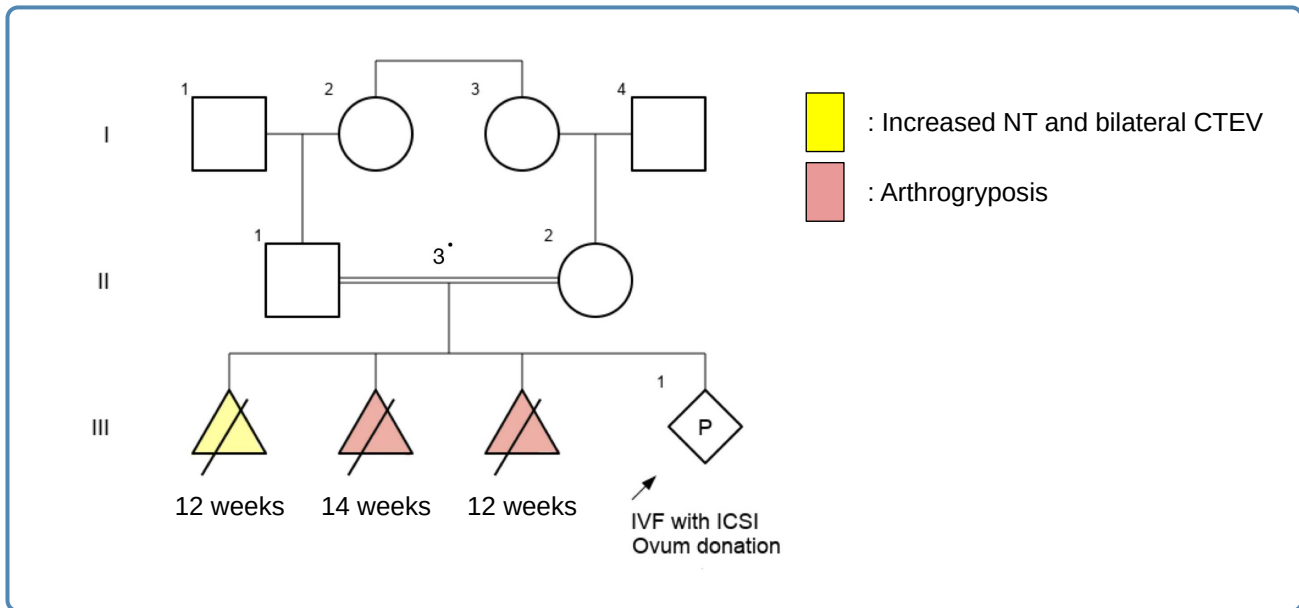 1
2
3
4
I
: Increased NT and bilateral CTEV
: Arthrogryposis
1
3°
2
II
1
III
P
12 weeks
14 weeks
12 weeks
IVF with ICSI
Ovum donation